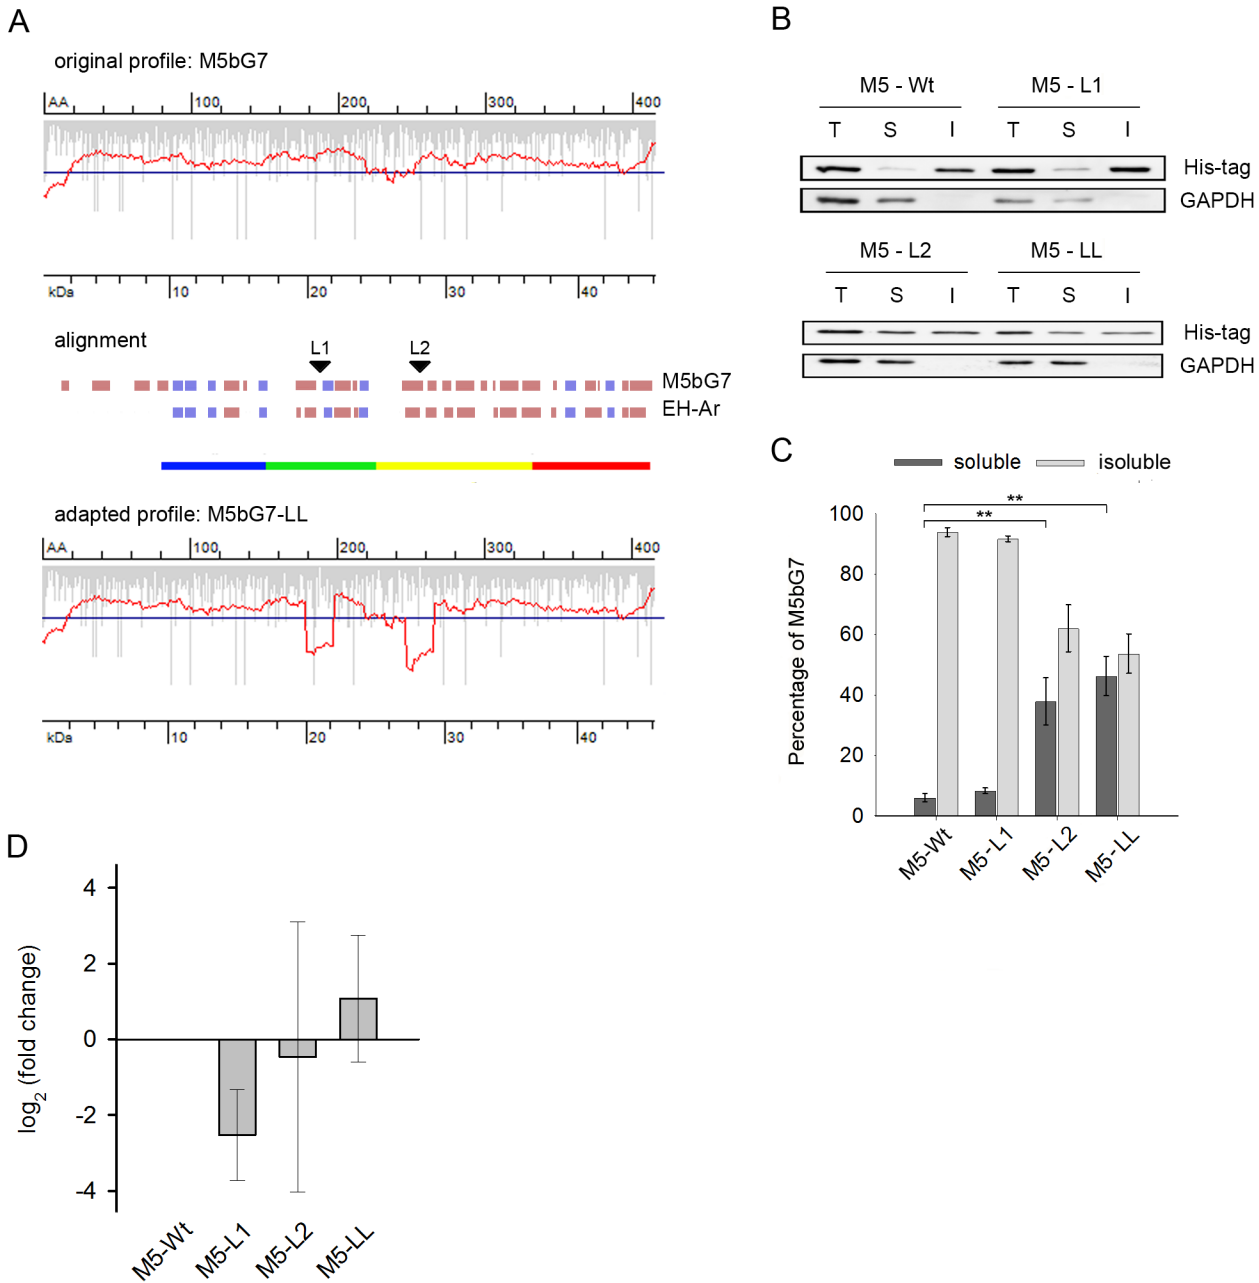 A
original profile: M5bG7
AA 100 200 300 400
kDa 10 20 30 40
alignment
L1 L2
M5bG7
EH-Ar
adapted profile: M5bG7-LL
AA 100 200 300 400
kDa 10 20 30 40
B
M5 - Wt M5 - L1
T S I T S I
His-tag
GAPDH
M5 - L2 M5 - LL
T S I T S I
His-tag
GAPDH
C
soluble isoluble
** **
Percentage of M5bG7
100
80
60
40
20
0
M5-Wt M5-L1 M5-L2 M5-LL
D
log2 (fold change)
4
2
0
-2
-4
M5-Wt M5-L1 M5-L2 M5-LL